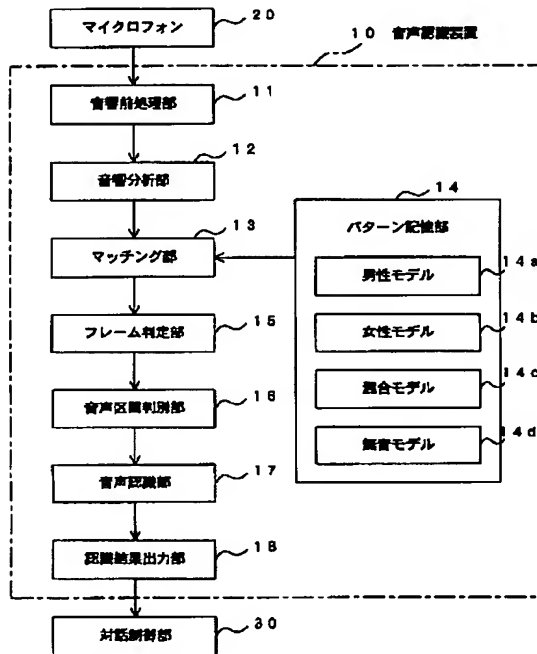 マイクロフォン 20
10 音声認識装置
音響前処理部 11
音響分析部 12
マッチング部 13
フレーム判定部 15
音声区間判別部 16
音声認識部 17
認識結果出力部 18
対話制御部 30
14
パターン記憶部
男性モデル 14a
女性モデル 14b
混合モデル 14c
無音モデル 14d